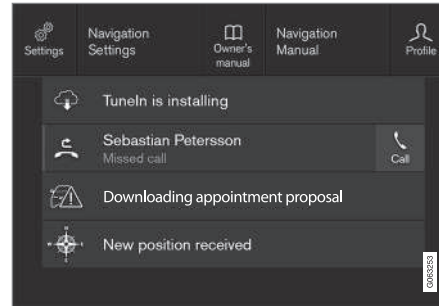 Settings
Navigation
Settings
Owner's
manual
Navigation
Manual
Profile
TuneIn is installing
Sebastian Petersson
Missed call
Call
Downloading appointment proposal
New position received
G063253